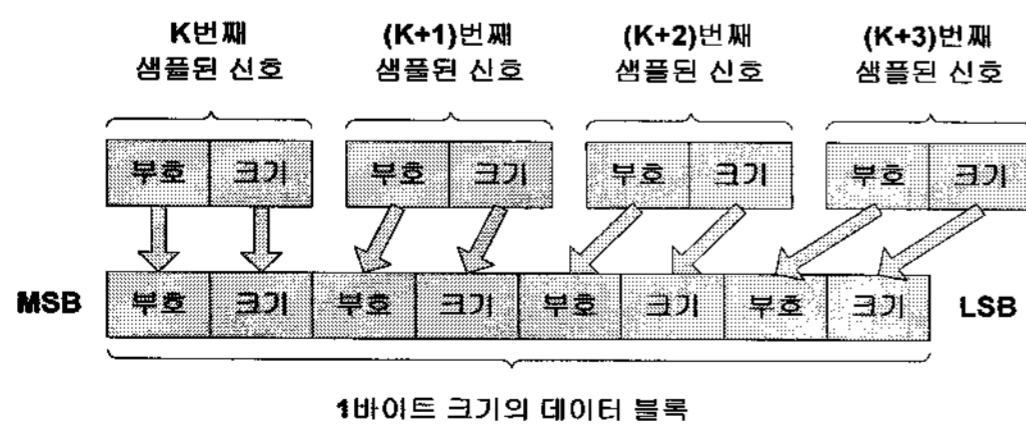 K번째
샘플된 신호
(K+1)번째
샘플된 신호
(K+2)번째
샘플된 신호
(K+3)번째
샘플된 신호
부호 크기 부호 크기 부호 크기 부호 크기
MSB 부호 크기 부호 크기 부호 크기 부호 크기 LSB
1바이트 크기의 데이터 블록